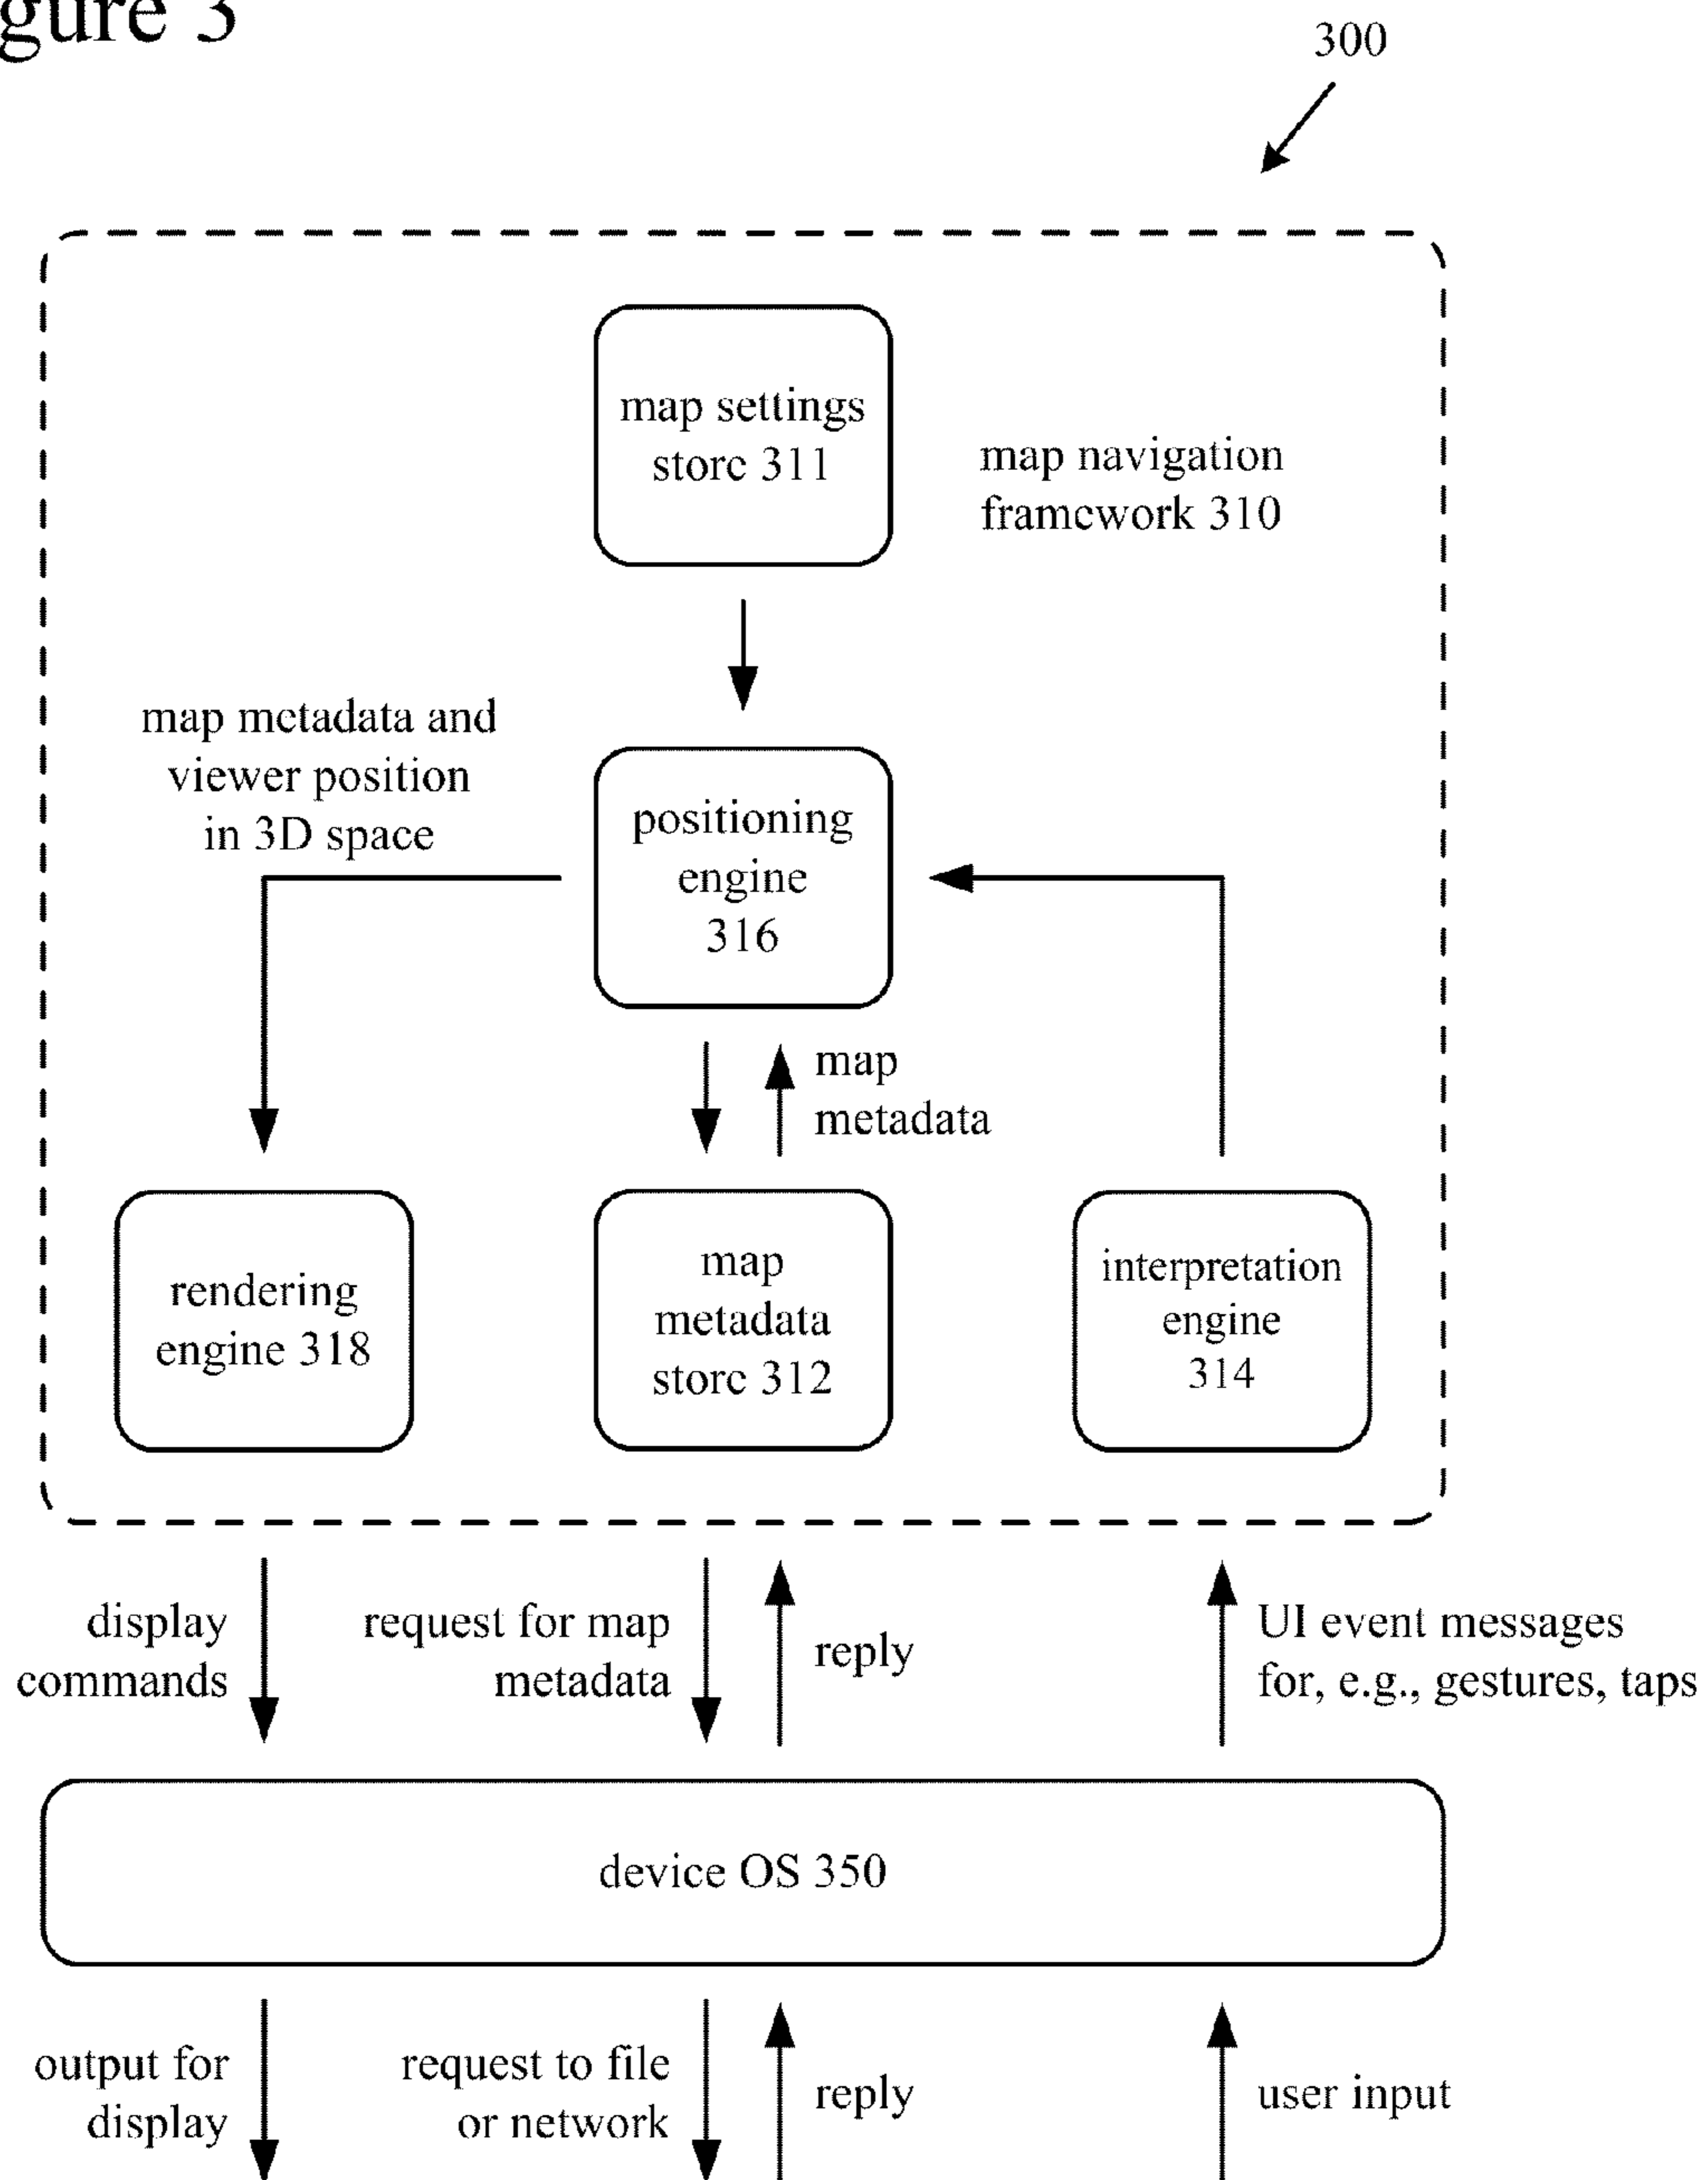 gure 3
300
map settings
store 311
map navigation
framework 310
map metadata and
viewer position
in 3D space
positioning
engine
316
map
metadata
rendering
engine 318
map
metadata
store 312
interpretation
engine
314
display
commands
request for map
metadata
reply
UI event messages
for, e.g., gestures, taps
device OS 350
output for
display
request to file
or network
reply
user input